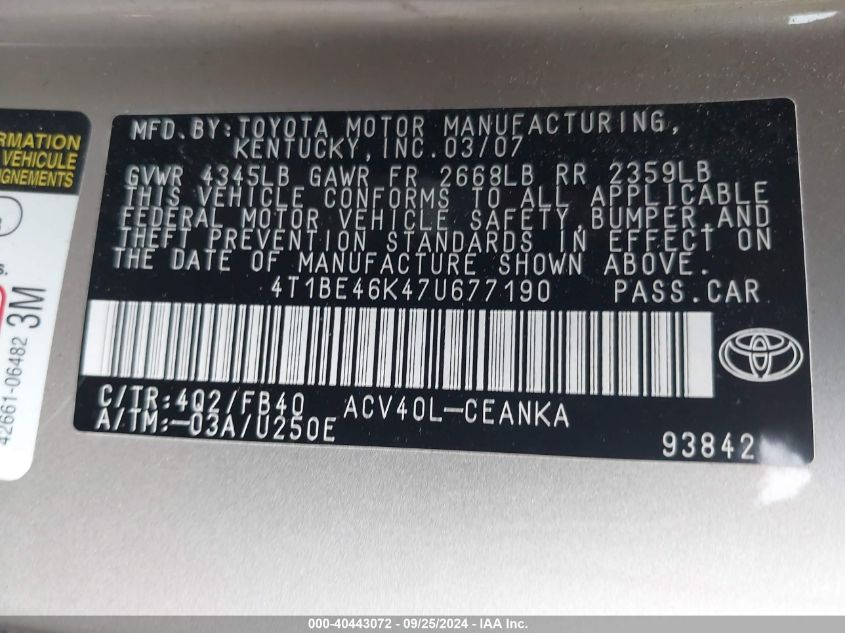 MFD. BY: TOYOTA MOTOR MANUFACTURING,
KENTUCKY, INC. 03/07
GVWR 4345LB GAWR FR 2668LB RR 2359LB
THIS VEHICLE CONFORMS TO ALL APPLICABLE
FEDERAL MOTOR VEHICLE SAFETY, BUMPER, AND
THEFT PREVENTION STANDARDS IN EFFECT ON
THE DATE OF MANUFACTURE SHOWN ABOVE.
4T1BE46K47U677190 PASS.CAR
C/TR: 4Q2/FB40 ACV40L-CEANKA
A/TM: -03A/U250E
93842
RMATION
VEHICLE
GNEMENTS
42661-06482 3M
000-40443072 - 09/25/2024 - IAA Inc.